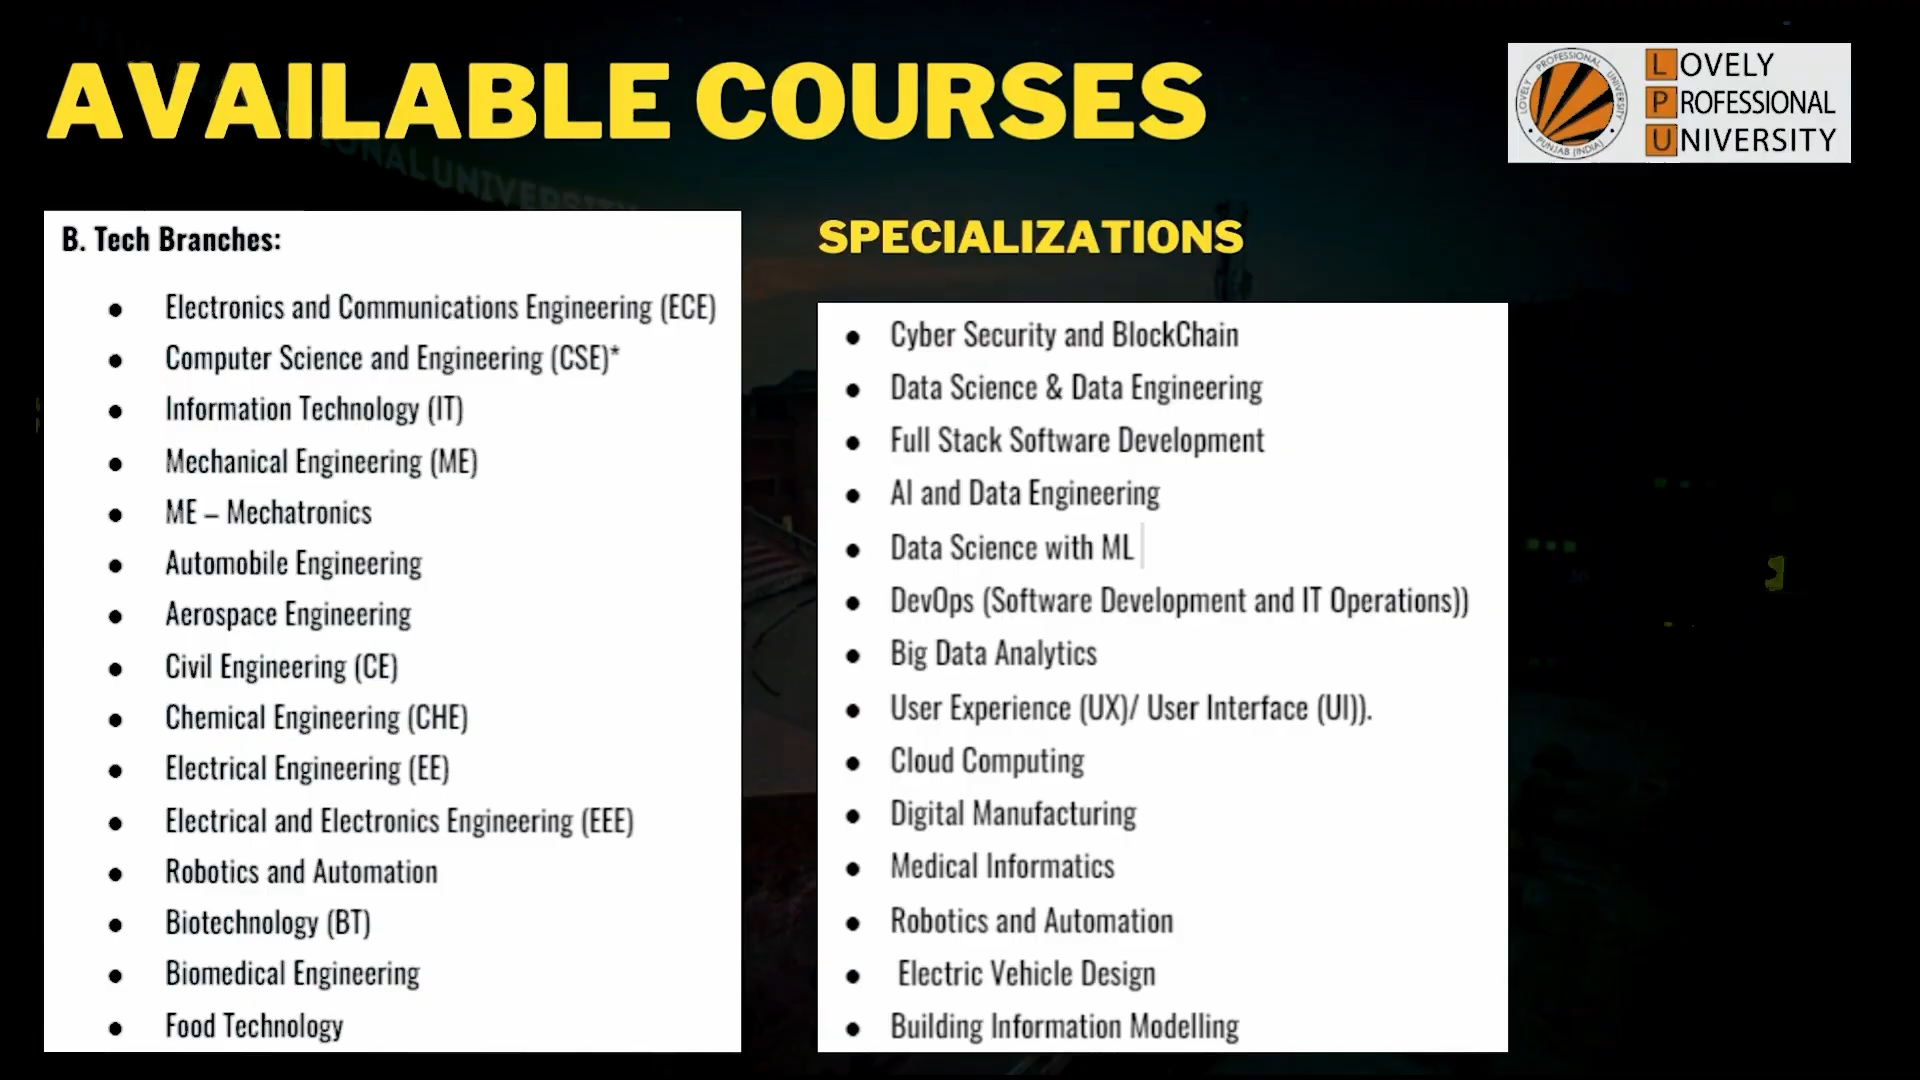 AVAILABLE COURSES
LOVELY
PROFESSIONAL
UNIVERSITY
LOVELY PROFESSIONAL UNIVERSITY
PUNJAB (INDIA)
B. Tech Branches:
● Electronics and Communications Engineering (ECE)
● Computer Science and Engineering (CSE)*
● Information Technology (IT)
● Mechanical Engineering (ME)
● ME – Mechatronics
● Automobile Engineering
● Aerospace Engineering
● Civil Engineering (CE)
● Chemical Engineering (CHE)
● Electrical Engineering (EE)
● Electrical and Electronics Engineering (EEE)
● Robotics and Automation
● Biotechnology (BT)
● Biomedical Engineering
● Food Technology
SPECIALIZATIONS
● Cyber Security and BlockChain
● Data Science & Data Engineering
● Full Stack Software Development
● AI and Data Engineering
● Data Science with ML
● DevOps (Software Development and IT Operations))
● Big Data Analytics
● User Experience (UX)/ User Interface (UI)).
● Cloud Computing
● Digital Manufacturing
● Medical Informatics
● Robotics and Automation
● Electric Vehicle Design
● Building Information Modelling